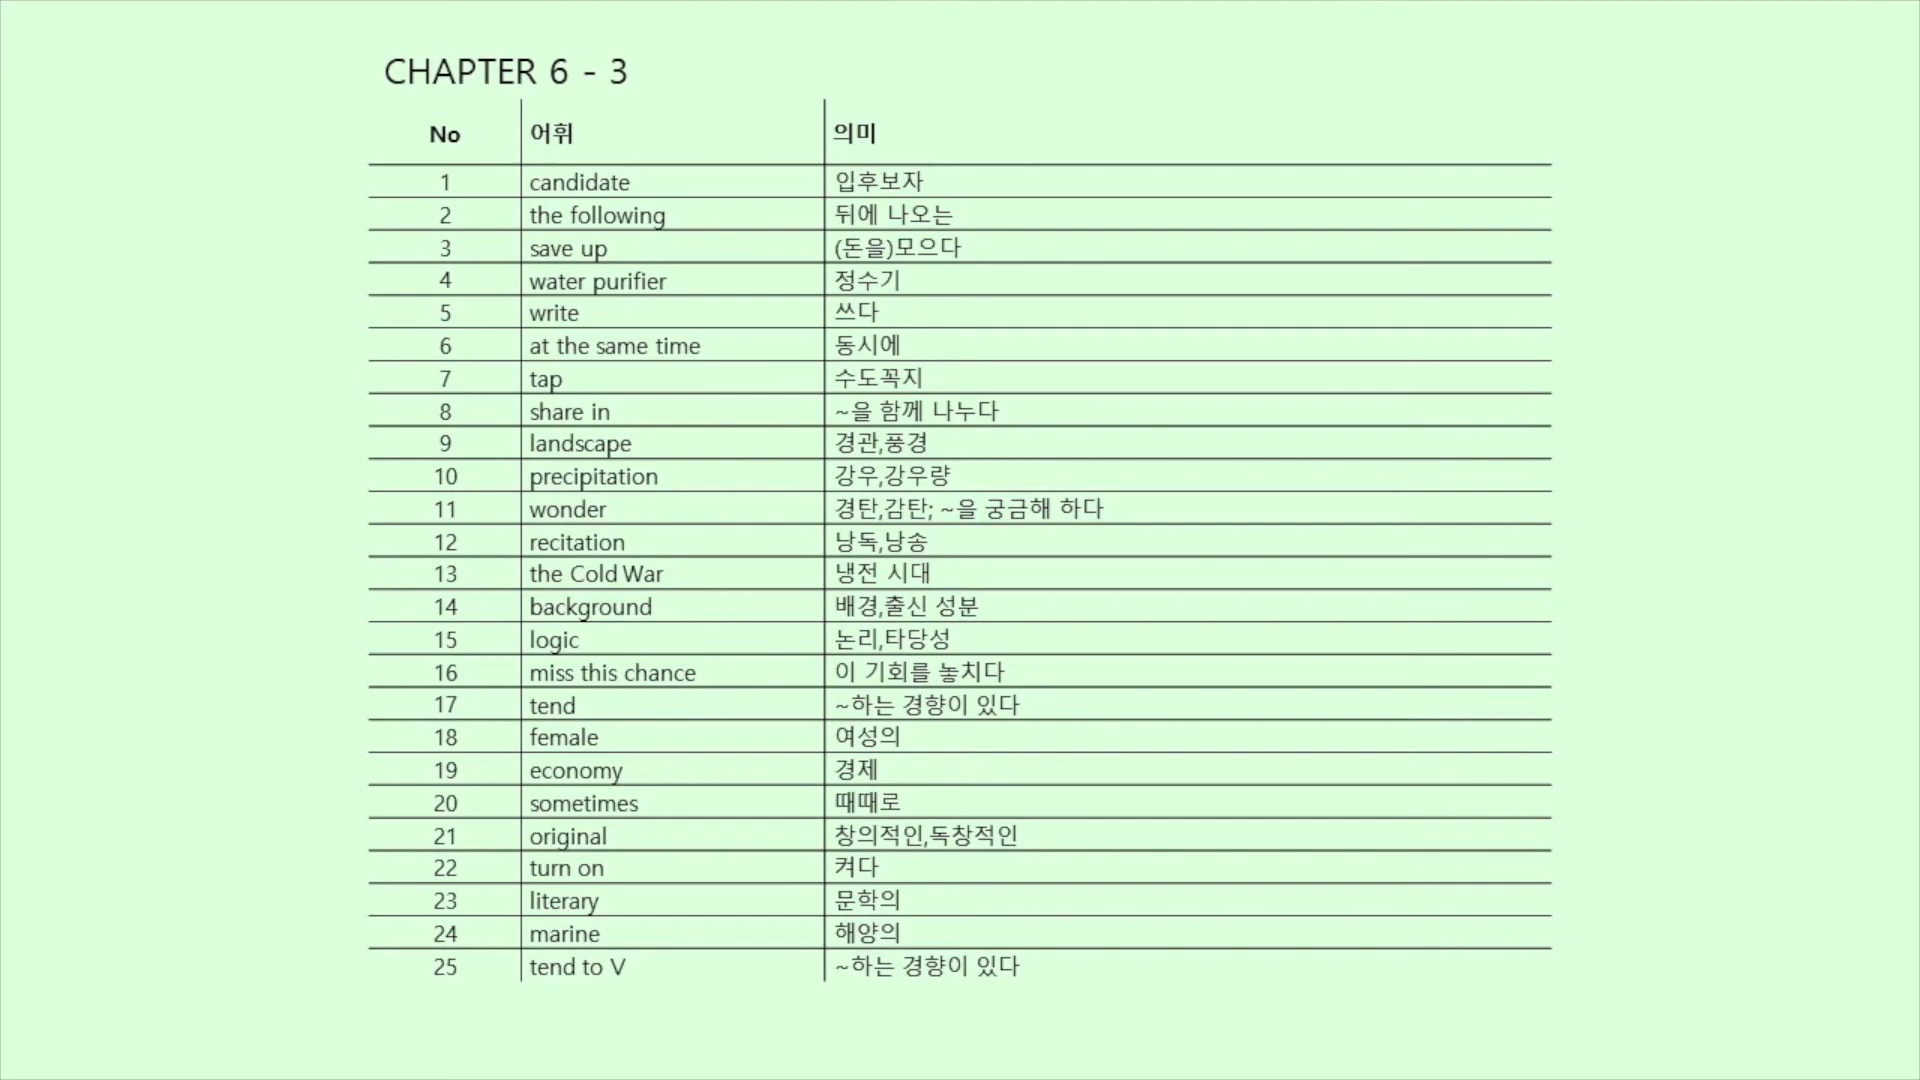 CHAPTER 6 - 3
No 어휘 의미
1 candidate 입후보자
2 the following 뒤에 나오는
3 save up (돈을)모으다
4 water purifier 정수기
5 write 쓰다
6 at the same time 동시에
7 tap 수도꼭지
8 share in ~을 함께 나누다
9 landscape 경관,풍경
10 precipitation 강우,강우량
11 wonder 경탄,감탄; ~을 궁금해 하다
12 recitation 낭독,낭송
13 the Cold War 냉전 시대
14 background 배경,출신 성분
15 logic 논리,타당성
16 miss this chance 이 기회를 놓치다
17 tend ~하는 경향이 있다
18 female 여성의
19 economy 경제
20 sometimes 때때로
21 original 창의적인,독창적인
22 turn on 켜다
23 literary 문학의
24 marine 해양의
25 tend to V ~하는 경향이 있다